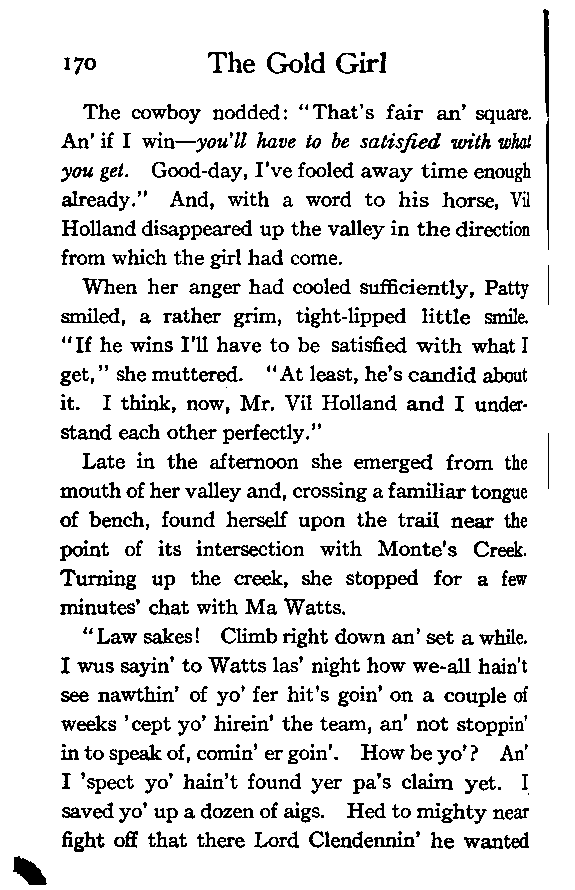 170 The Gold Girl
The cowboy nodded: "That's fair an' square.
An' if I win—you'll have to be satisfied with what
you get. Good-day, I've fooled away time enough
already." And, with a word to his horse, Vil
Holland disappeared up the valley in the direction
from which the girl had come.
When her anger had cooled sufficiently, Patty
smiled, a rather grim, tight-lipped little smile.
"If he wins I'll have to be satisfied with what I
get," she muttered. "At least, he's candid about
it. I think, now, Mr. Vil Holland and I under-
stand each other perfectly."
Late in the afternoon she emerged from the
mouth of her valley and, crossing a familiar tongue
of bench, found herself upon the trail near the
point of its intersection with Monte's Creek.
Turning up the creek, she stopped for a few
minutes' chat with Ma Watts.
"Law sakes! Climb right down an' set a while.
I wus sayin' to Watts las' night how we-all hain't
see nawthin' of yo' fer hit's goin' on a couple of
weeks 'cept yo' hirein' the team, an' not stoppin'
in to speak of, comin' er goin'. How be yo'? An'
I 'spect yo' hain't found yer pa's claim yet. I
saved yo' up a dozen of aigs. Hed to mighty near
fight off that there Lord Clendennin' he wanted